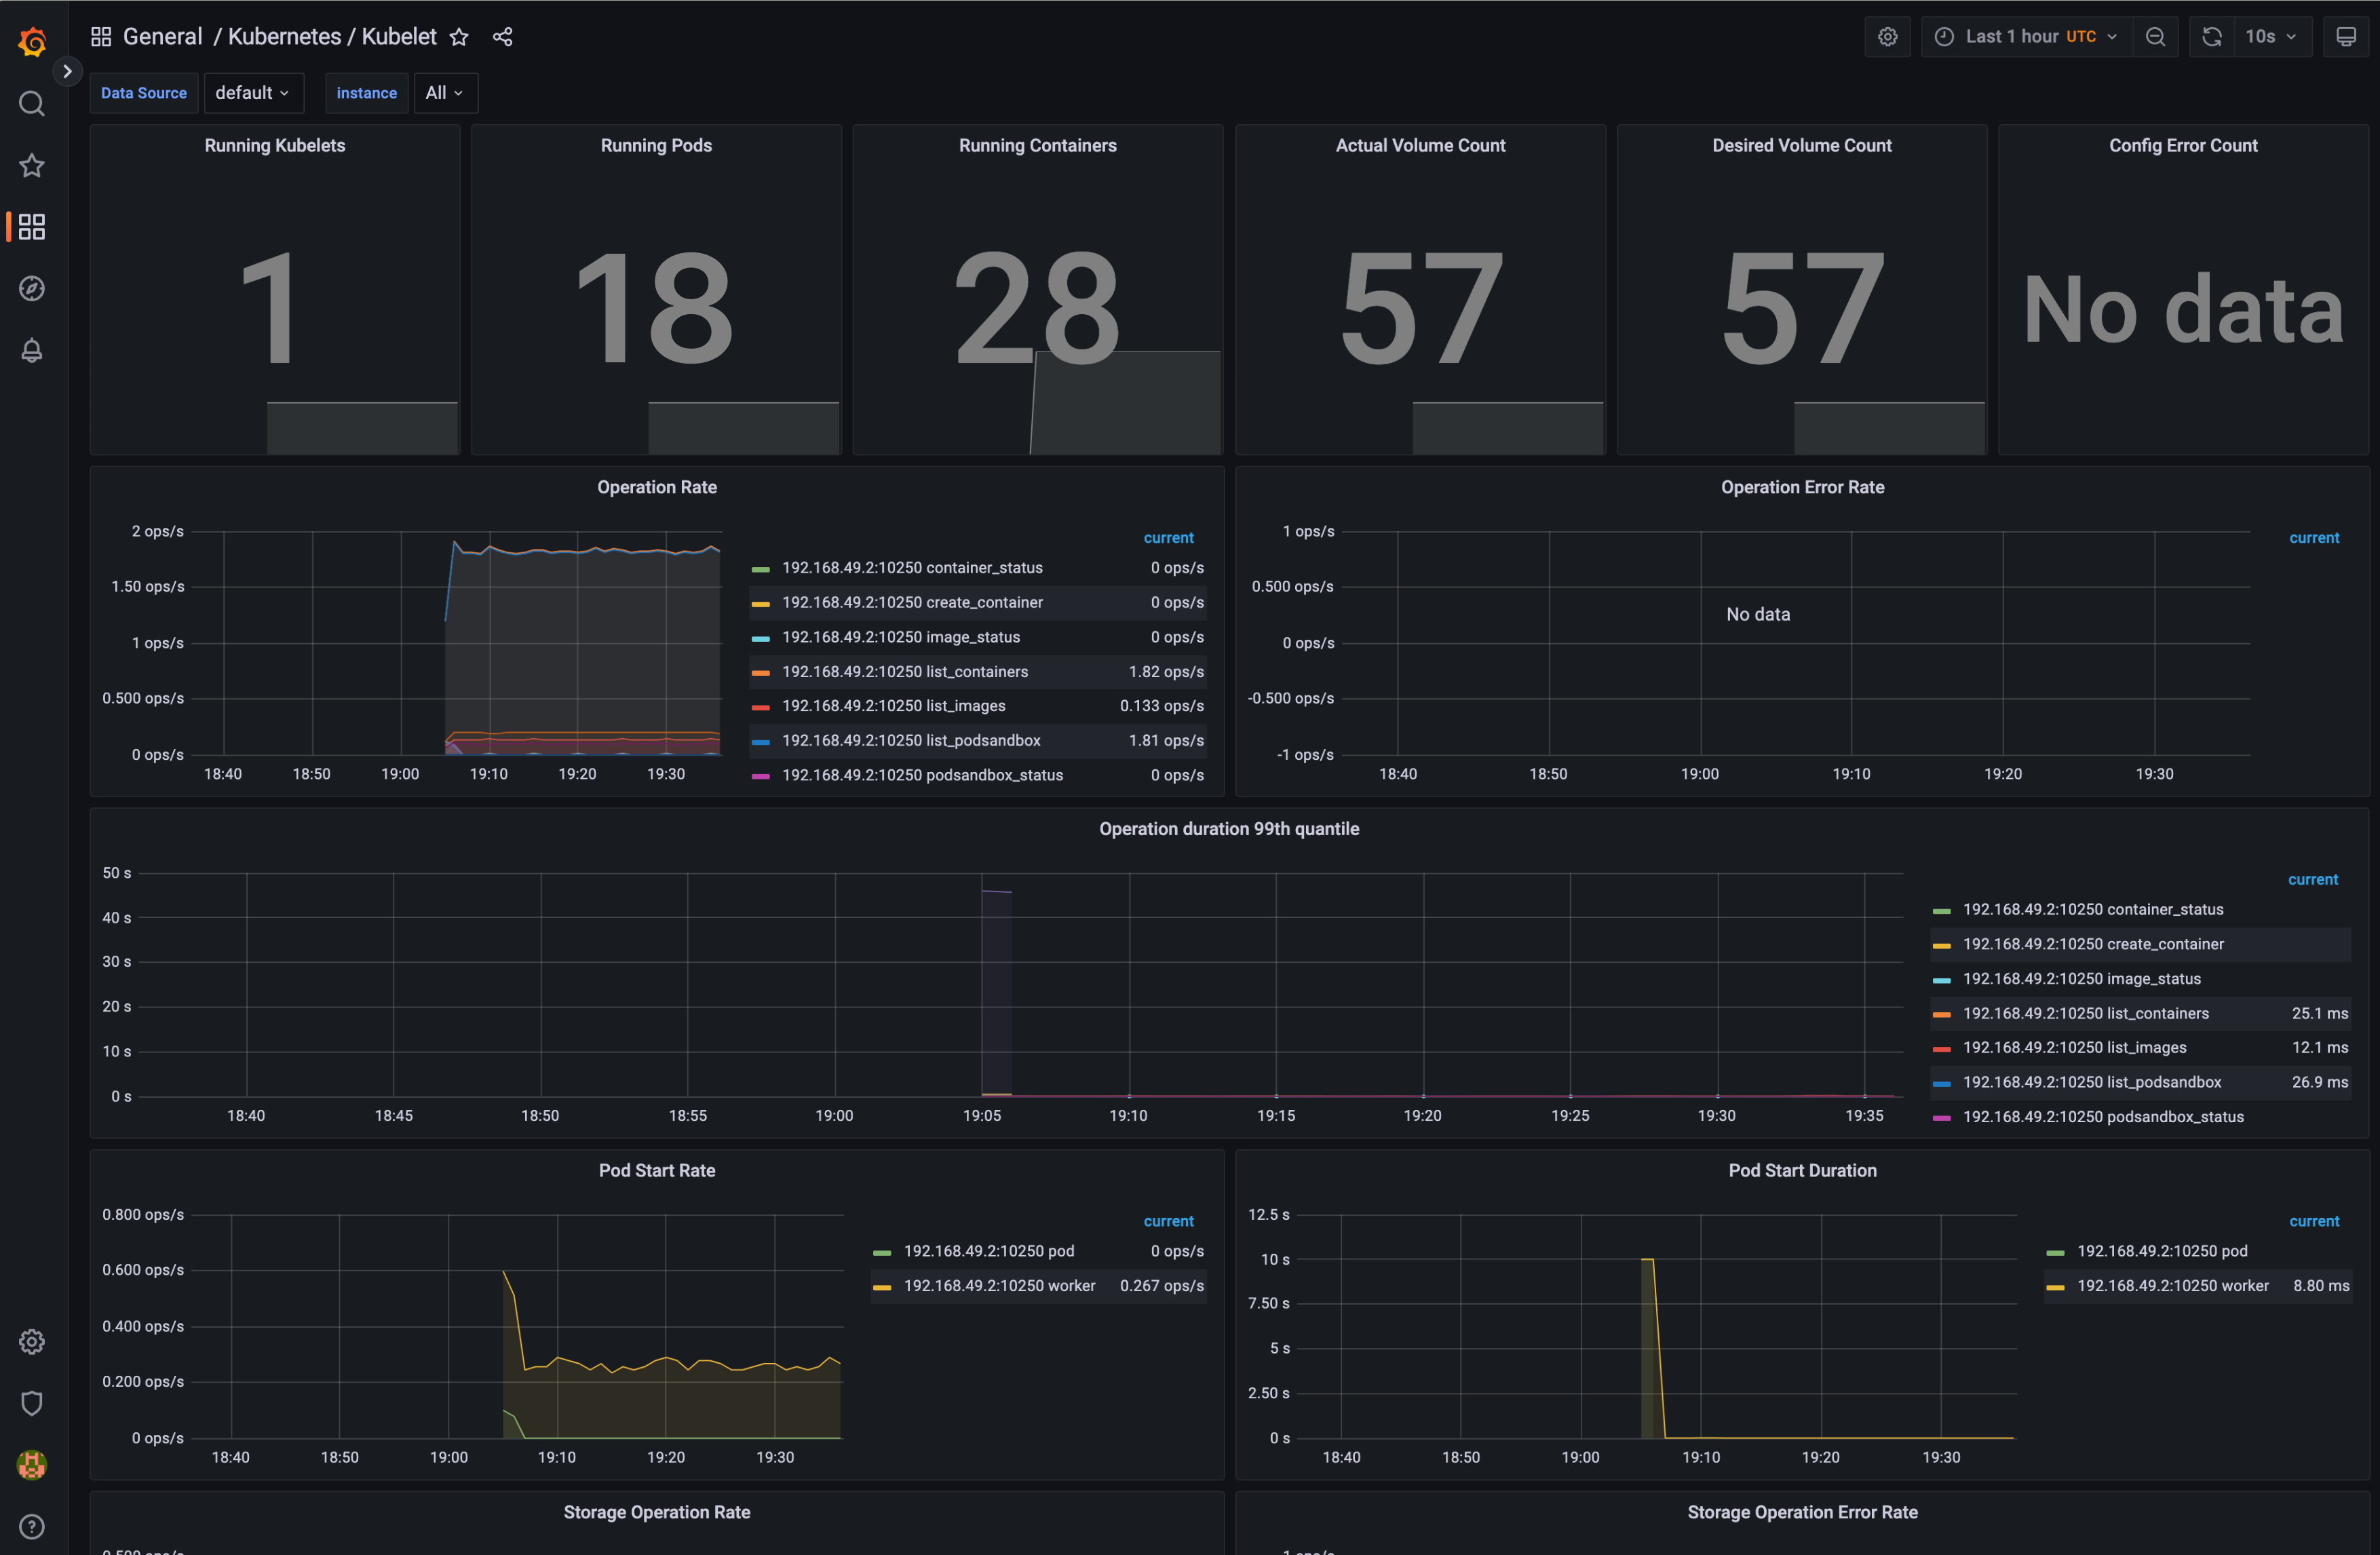 General / Kubernetes / Kubelet
Last 1 hour UTC
10s
Data Source
default
instance
All
Running Kubelets
1
Running Pods
18
Running Containers
28
Actual Volume Count
57
Desired Volume Count
57
Config Error Count
No data
Operation Rate
2 ops/s
1.50 ops/s
1 ops/s
0.500 ops/s
0 ops/s
18:40 18:50 19:00 19:10 19:20 19:30
current
192.168.49.2:10250 container_status 0 ops/s
192.168.49.2:10250 create_container 0 ops/s
192.168.49.2:10250 image_status 0 ops/s
192.168.49.2:10250 list_containers 1.82 ops/s
192.168.49.2:10250 list_images 0.133 ops/s
192.168.49.2:10250 list_podsandbox 1.81 ops/s
192.168.49.2:10250 podsandbox_status 0 ops/s
Operation Error Rate
1 ops/s
0.500 ops/s
0 ops/s
-0.500 ops/s
-1 ops/s
No data
18:40 18:50 19:00 19:10 19:20 19:30
current
Operation duration 99th quantile
50 s
40 s
30 s
20 s
10 s
0 s
18:40 18:45 18:50 18:55 19:00 19:05 19:10 19:15 19:20 19:25 19:30 19:35
current
192.168.49.2:10250 container_status
192.168.49.2:10250 create_container
192.168.49.2:10250 image_status
192.168.49.2:10250 list_containers 25.1 ms
192.168.49.2:10250 list_images 12.1 ms
192.168.49.2:10250 list_podsandbox 26.9 ms
192.168.49.2:10250 podsandbox_status
Pod Start Rate
0.800 ops/s
0.600 ops/s
0.400 ops/s
0.200 ops/s
0 ops/s
18:40 18:50 19:00 19:10 19:20 19:30
current
192.168.49.2:10250 pod 0 ops/s
192.168.49.2:10250 worker 0.267 ops/s
Pod Start Duration
12.5 s
10 s
7.50 s
5 s
2.50 s
0 s
18:40 18:50 19:00 19:10 19:20 19:30
current
192.168.49.2:10250 pod
192.168.49.2:10250 worker 8.80 ms
Storage Operation Rate
Storage Operation Error Rate